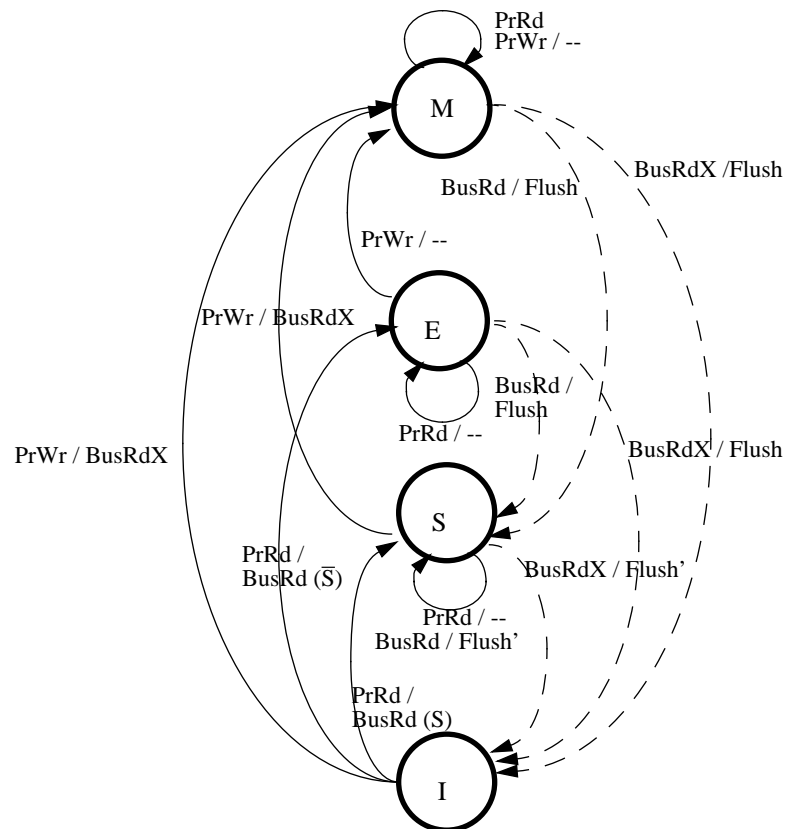 PrRd
PrWr / --
M
BusRdX /Flush
BusRd / Flush
PrWr / --
E
PrWr / BusRdX
BusRd /
Flush
PrRd / --
BusRdX / Flush
PrWr / BusRdX
S
PrRd /
BusRd (S̅)
BusRdX / Flush’
PrRd / --
BusRd / Flush’
PrRd /
BusRd (S)
I